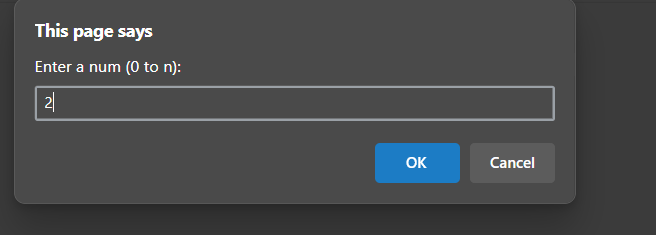 This page says
Enter a num (0 to n):
2
OK
Cancel